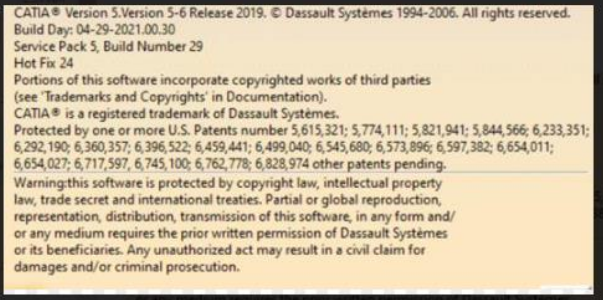 CATIA® Version 5.Version 5-6 Release 2019. © Dassault Systèmes 1994-2006. All rights reserved.
Build Day: 04-29-2021.00.30
Service Pack 5, Build Number 29
Hot Fix 24
Portions of this software incorporate copyrighted works of third parties
(see 'Trademarks and Copyrights' in Documentation).
CATIA® is a registered trademark of Dassault Systèmes.
Protected by one or more U.S. Patents number 5,615,321; 5,774,111; 5,821,941; 5,844,566; 6,233,351;
6,292,190; 6,360,357; 6,396,522; 6,459,441; 6,499,040; 6,545,680; 6,573,896; 6,597,382; 6,654,011;
6,654,027; 6,717,597, 6,745,100; 6,762,778; 6,828,974 other patents pending.
Warning:this software is protected by copyright law, intellectual property
law, trade secret and international treaties. Partial or global reproduction,
representation, distribution, transmission of this software, in any form and/
or any medium requires the prior written permission of Dassault Systèmes
or its beneficiaries. Any unauthorized act may result in a civil claim for
damages and/or criminal prosecution.